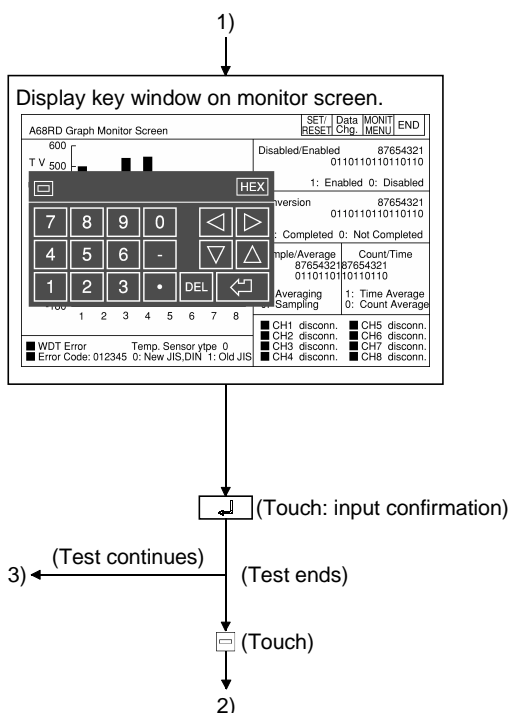 1)
Display key window on monitor screen.
A68RD Graph Monitor Screen
SET/ RESET
Data Chg.
MONIT MENU
END
600
T V 500
HEX
7 8 9 0
4 5 6 -
1 2 3 • DEL
1 2 3 4 5 6 7 8
WDT Error Temp. Sensor ytpe 0
Error Code: 012345 0: New JIS,DIN 1: Old JIS
Disabled/Enabled 87654321
0110110110110110
1: Enabled 0: Disabled
87654321
0110110110110110
Completed 0: Not Completed
Count/Time
8765432187654321
0110110110110110
Averaging
Sampling
1: Time Average
0: Count Average
CH1 disconn. CH5 disconn.
CH2 disconn. CH6 disconn.
CH3 disconn. CH7 disconn.
CH4 disconn. CH8 disconn.
(Touch: input confirmation)
(Test continues)
3)
(Test ends)
(Touch)
2)